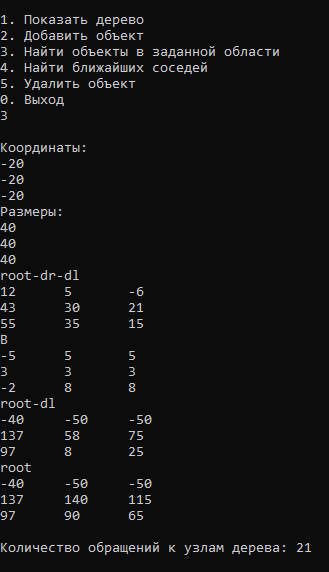 1. Показать дерево
2. Добавить объект
3. Найти объекты в заданной области
4. Найти ближайших соседей
5. Удалить объект
0. Выход
3
Координаты:
-20
-20
-20
Размеры:
40
40
40
root-dr-dl
12 5 -6
43 30 21
55 35 15
B
-5 5 5
3 3 3
-2 8 8
root-dl
-40 -50 -50
137 58 75
97 8 25
root
-40 -50 -50
137 140 115
97 90 65
Количество обращений к узлам дерева: 21